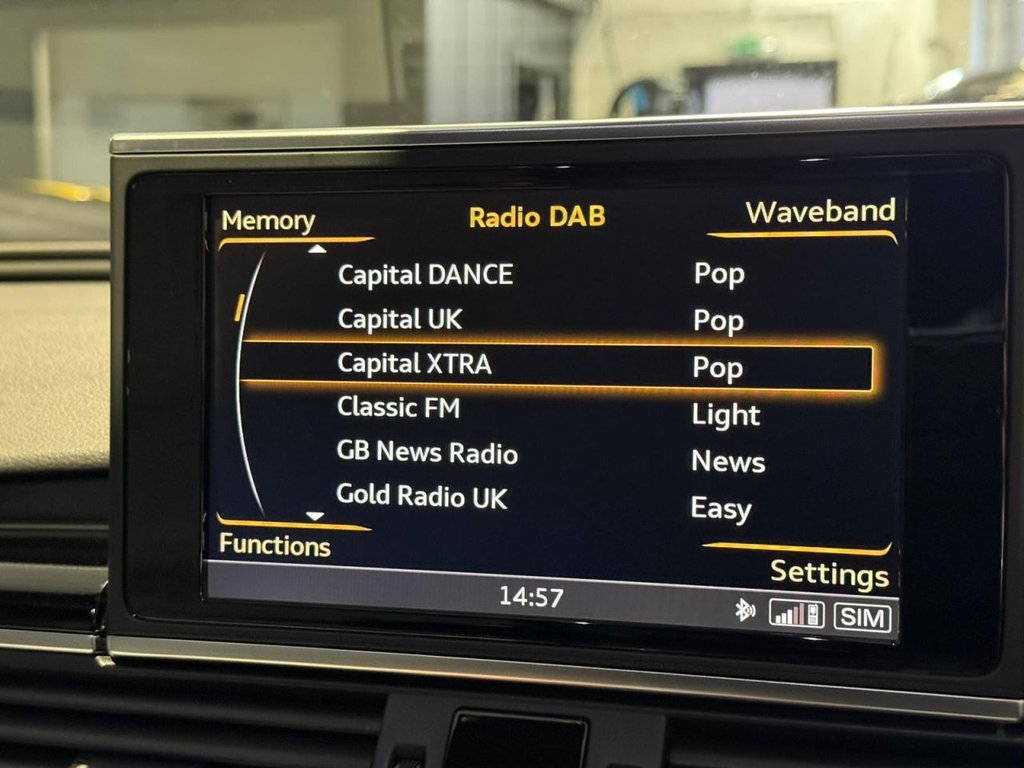 Memory Radio DAB Waveband
Capital DANCE Pop
Capital UK Pop
Capital XTRA Pop
Classic FM Light
GB News Radio News
Gold Radio UK Easy
Functions Settings
14:57 SIM